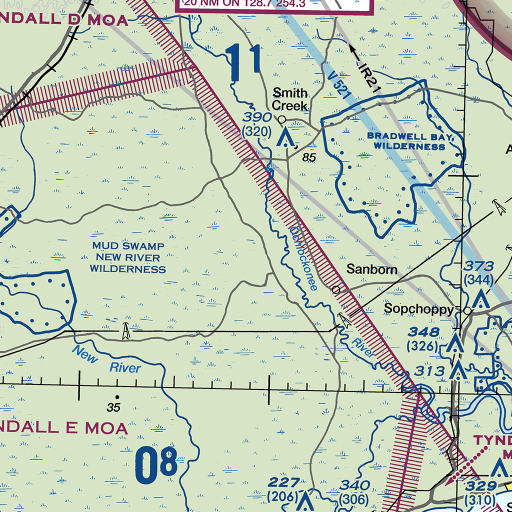 20 NM ON 128.7 254.3
NDALL D MOA
11
IR21
V 521
Smith
Creek
390
(320)
85
BRADWELL BAY
WILDERNESS
A
MUD SWAMP
NEW RIVER
WILDERNESS
Ochlockonee
River
Sanborn
373
(344)
Sopchoppy
348
(326)
313
New River
35
NDALL E MOA
08
TYND
M
227
(206)
340
(306)
329
(310)